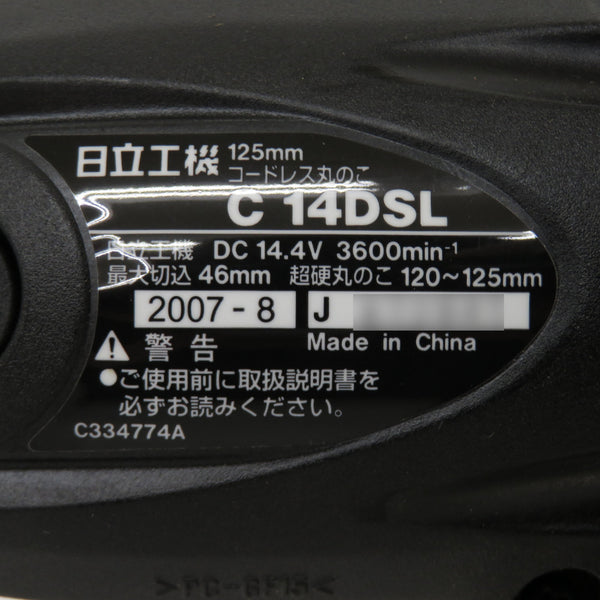 日立工機 125mm
コードレス丸のこ
C 14DSL
日立工機 DC 14.4V 3600min⁻¹
最大切込 46mm 超硬丸のこ 120～125mm
2007 - 8 J
Made in China
警告
●ご使用前に取扱説明書を
必ずお読みください。
C334774A